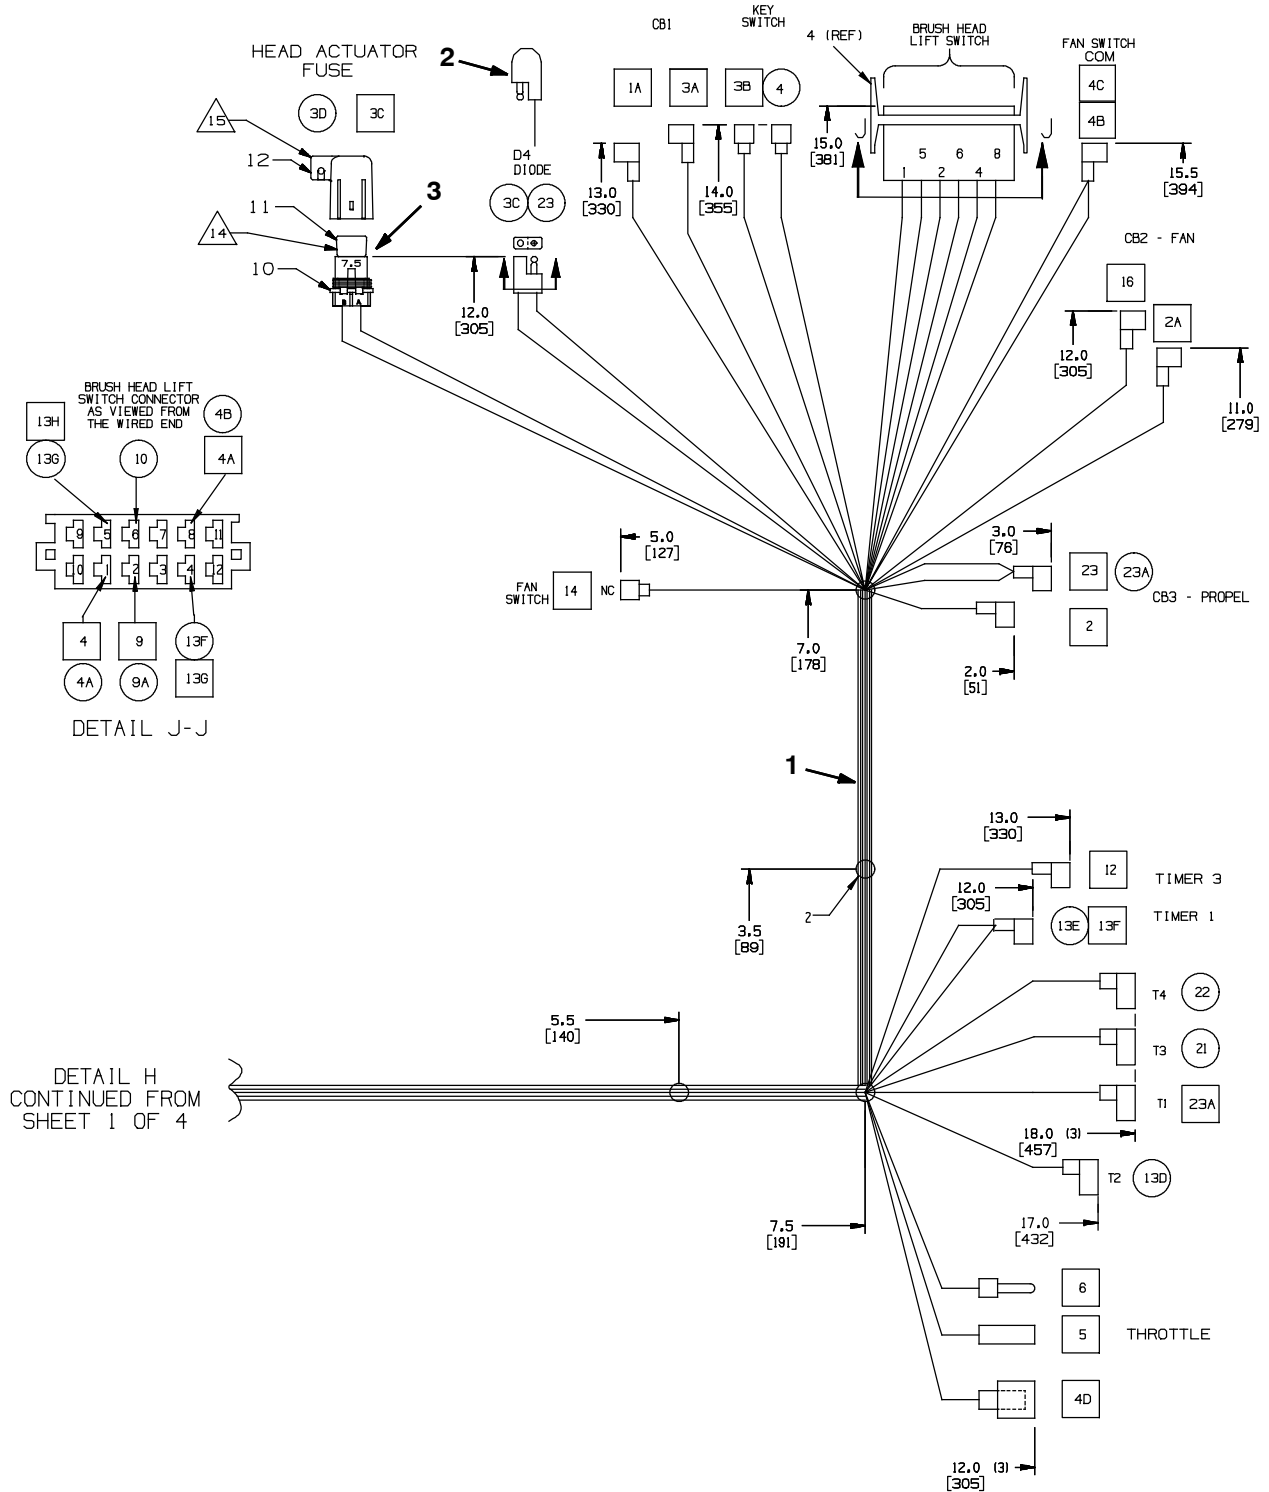 HEAD ACTUATOR
FUSE
3D
3C
15
12
11
14
10
7.5
B A
3
2
D4
DIODE
3C
23
12.0
[305]
CB1
KEY
SWITCH
1A
3A
3B
4
13.0
[330]
14.0
[355]
4 (REF)
BRUSH HEAD
LIFT SWITCH
15.0
[381]
J
J
5 6 8
1 2 4
FAN SWITCH
COM
4C
4B
15.5
[394]
CB2 - FAN
16
2A
12.0
[305]
11.0
[279]
BRUSH HEAD LIFT
SWITCH CONNECTOR
AS VIEWED FROM
THE WIRED END
13H
13G
10
4B
4A
9 5 6 7 8 11
10 1 2 3 4 12
4
9
13F
4A
9A
13G
DETAIL J-J
5.0
[127]
FAN
SWITCH
14
NC
7.0
[178]
3.0
[76]
23
23A
CB3 - PROPEL
2
2.0
[51]
1
13.0
[330]
12
TIMER 3
12.0
[305]
13E
13F
TIMER 1
2
3.5
[89]
T4
22
T3
21
T1
23A
18.0 (3)
[457]
T2
13D
17.0
[432]
5.5
[140]
DETAIL H
CONTINUED FROM
SHEET 1 OF 4
7.5
[191]
6
5
THROTTLE
4D
12.0 (3)
[305]